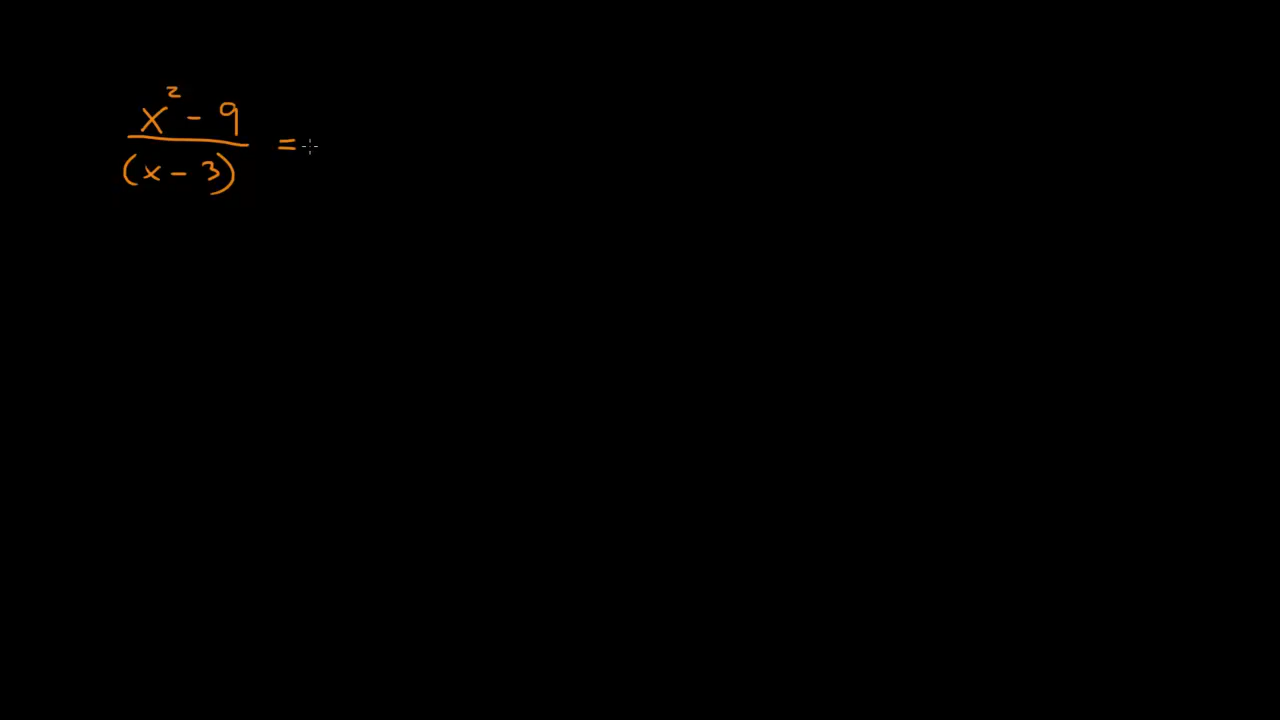 x² - 9
(x - 3)
=